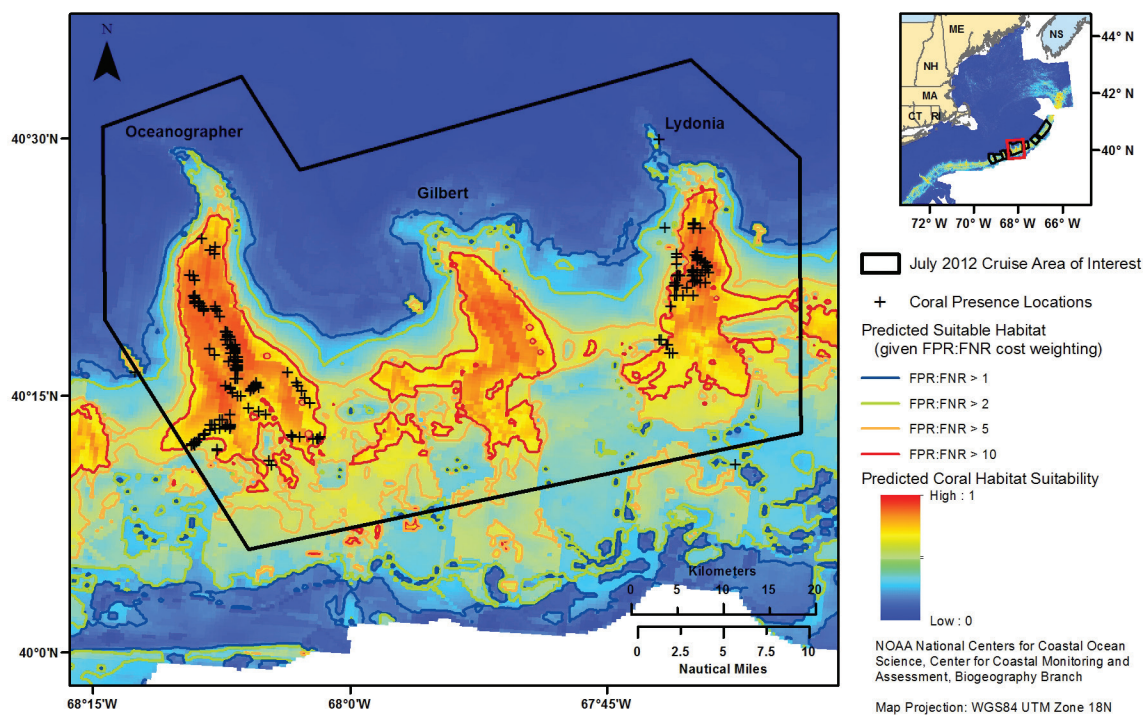 N
Oceanographer
Gilbert
Lydonia
40°30'N
40°15'N
40°0'N
68°15'W
68°0'W
67°45'W
Kilometers
0 5 10 15 20
0 2.5 5 7.5 10
Nautical Miles
ME
NS
NH
MA
CT RI
44° N
42° N
40° N
72° W 70° W 68° W 66° W
July 2012 Cruise Area of Interest
+ Coral Presence Locations
Predicted Suitable Habitat
(given FPR:FNR cost weighting)
FPR:FNR > 1
FPR:FNR > 2
FPR:FNR > 5
FPR:FNR > 10
Predicted Coral Habitat Suitability
High : 1
Low : 0
NOAA National Centers for Coastal Ocean
Science, Center for Coastal Monitoring and
Assessment, Biogeography Branch
Map Projection: WGS84 UTM Zone 18N